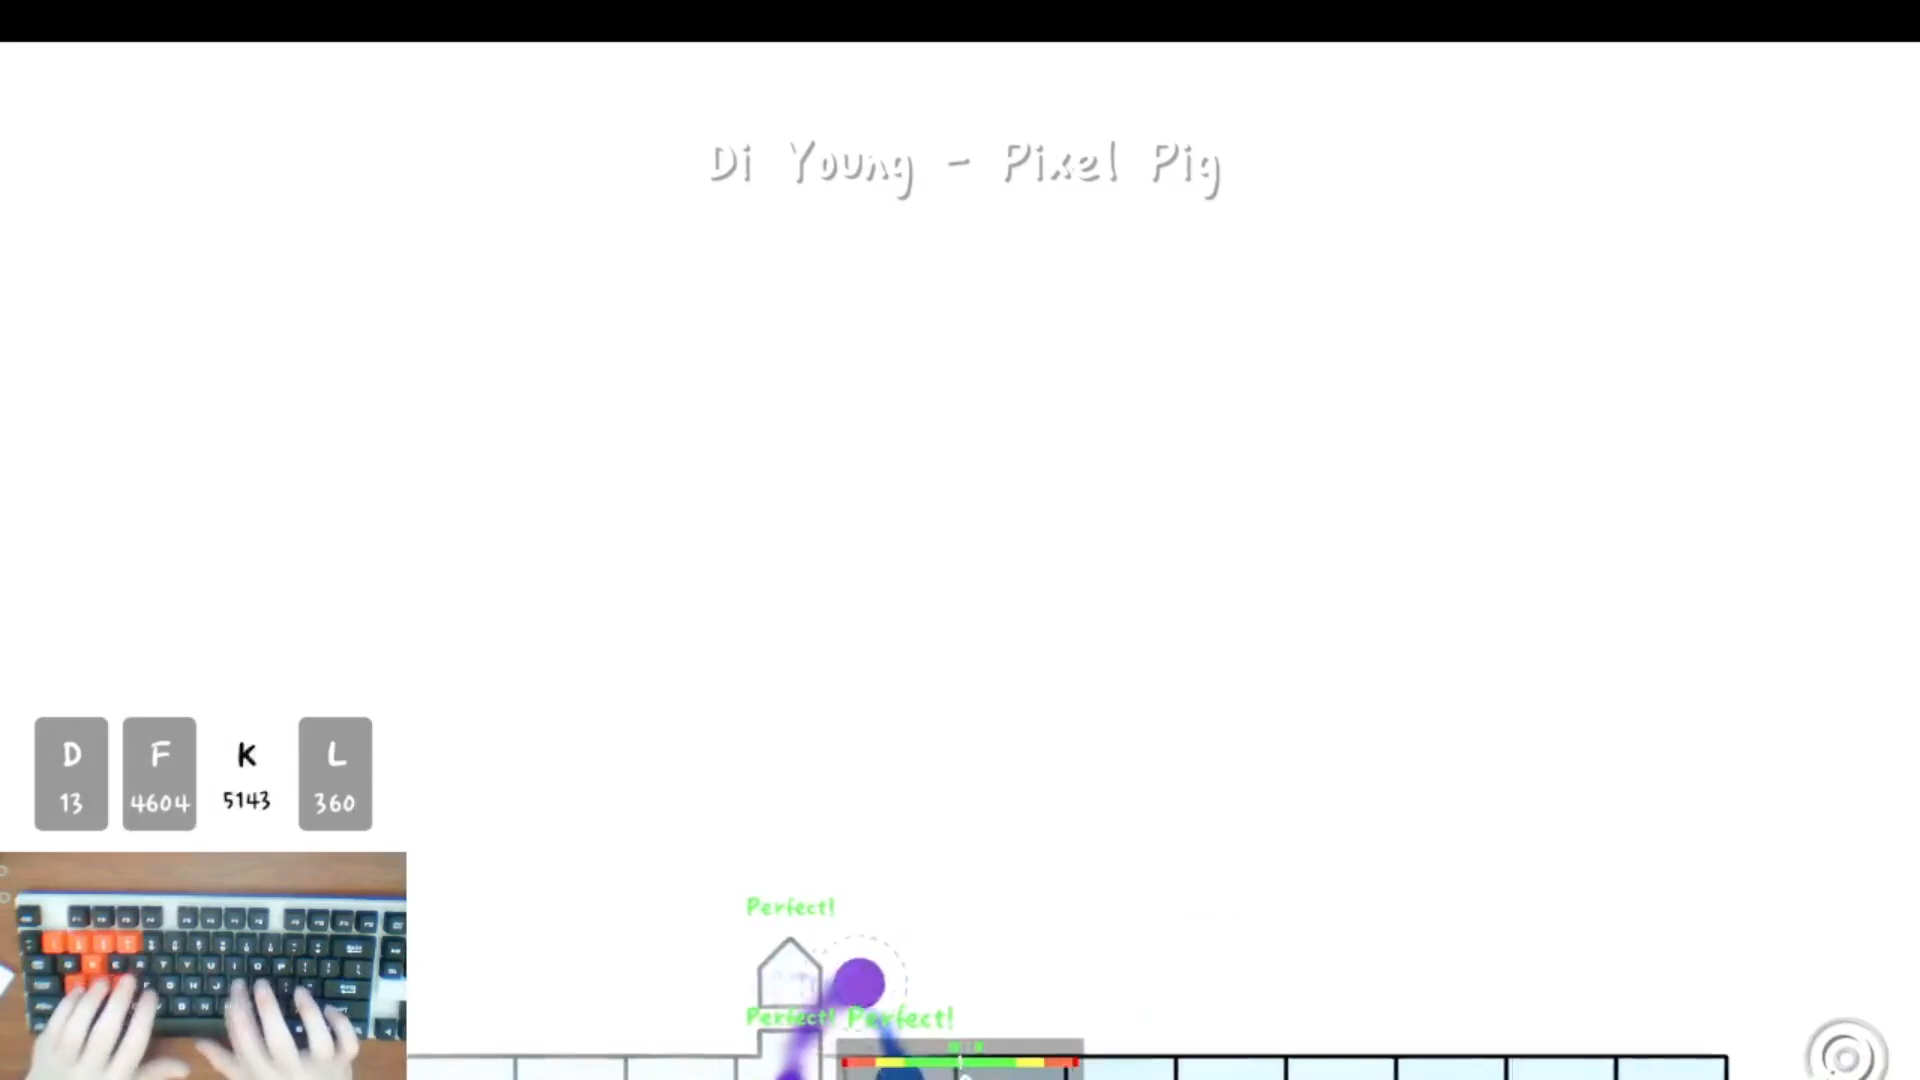 Di Young - Pixel Pig
D F K L
13 4604 5143 360
Perfect!
Perfect! Perfect!